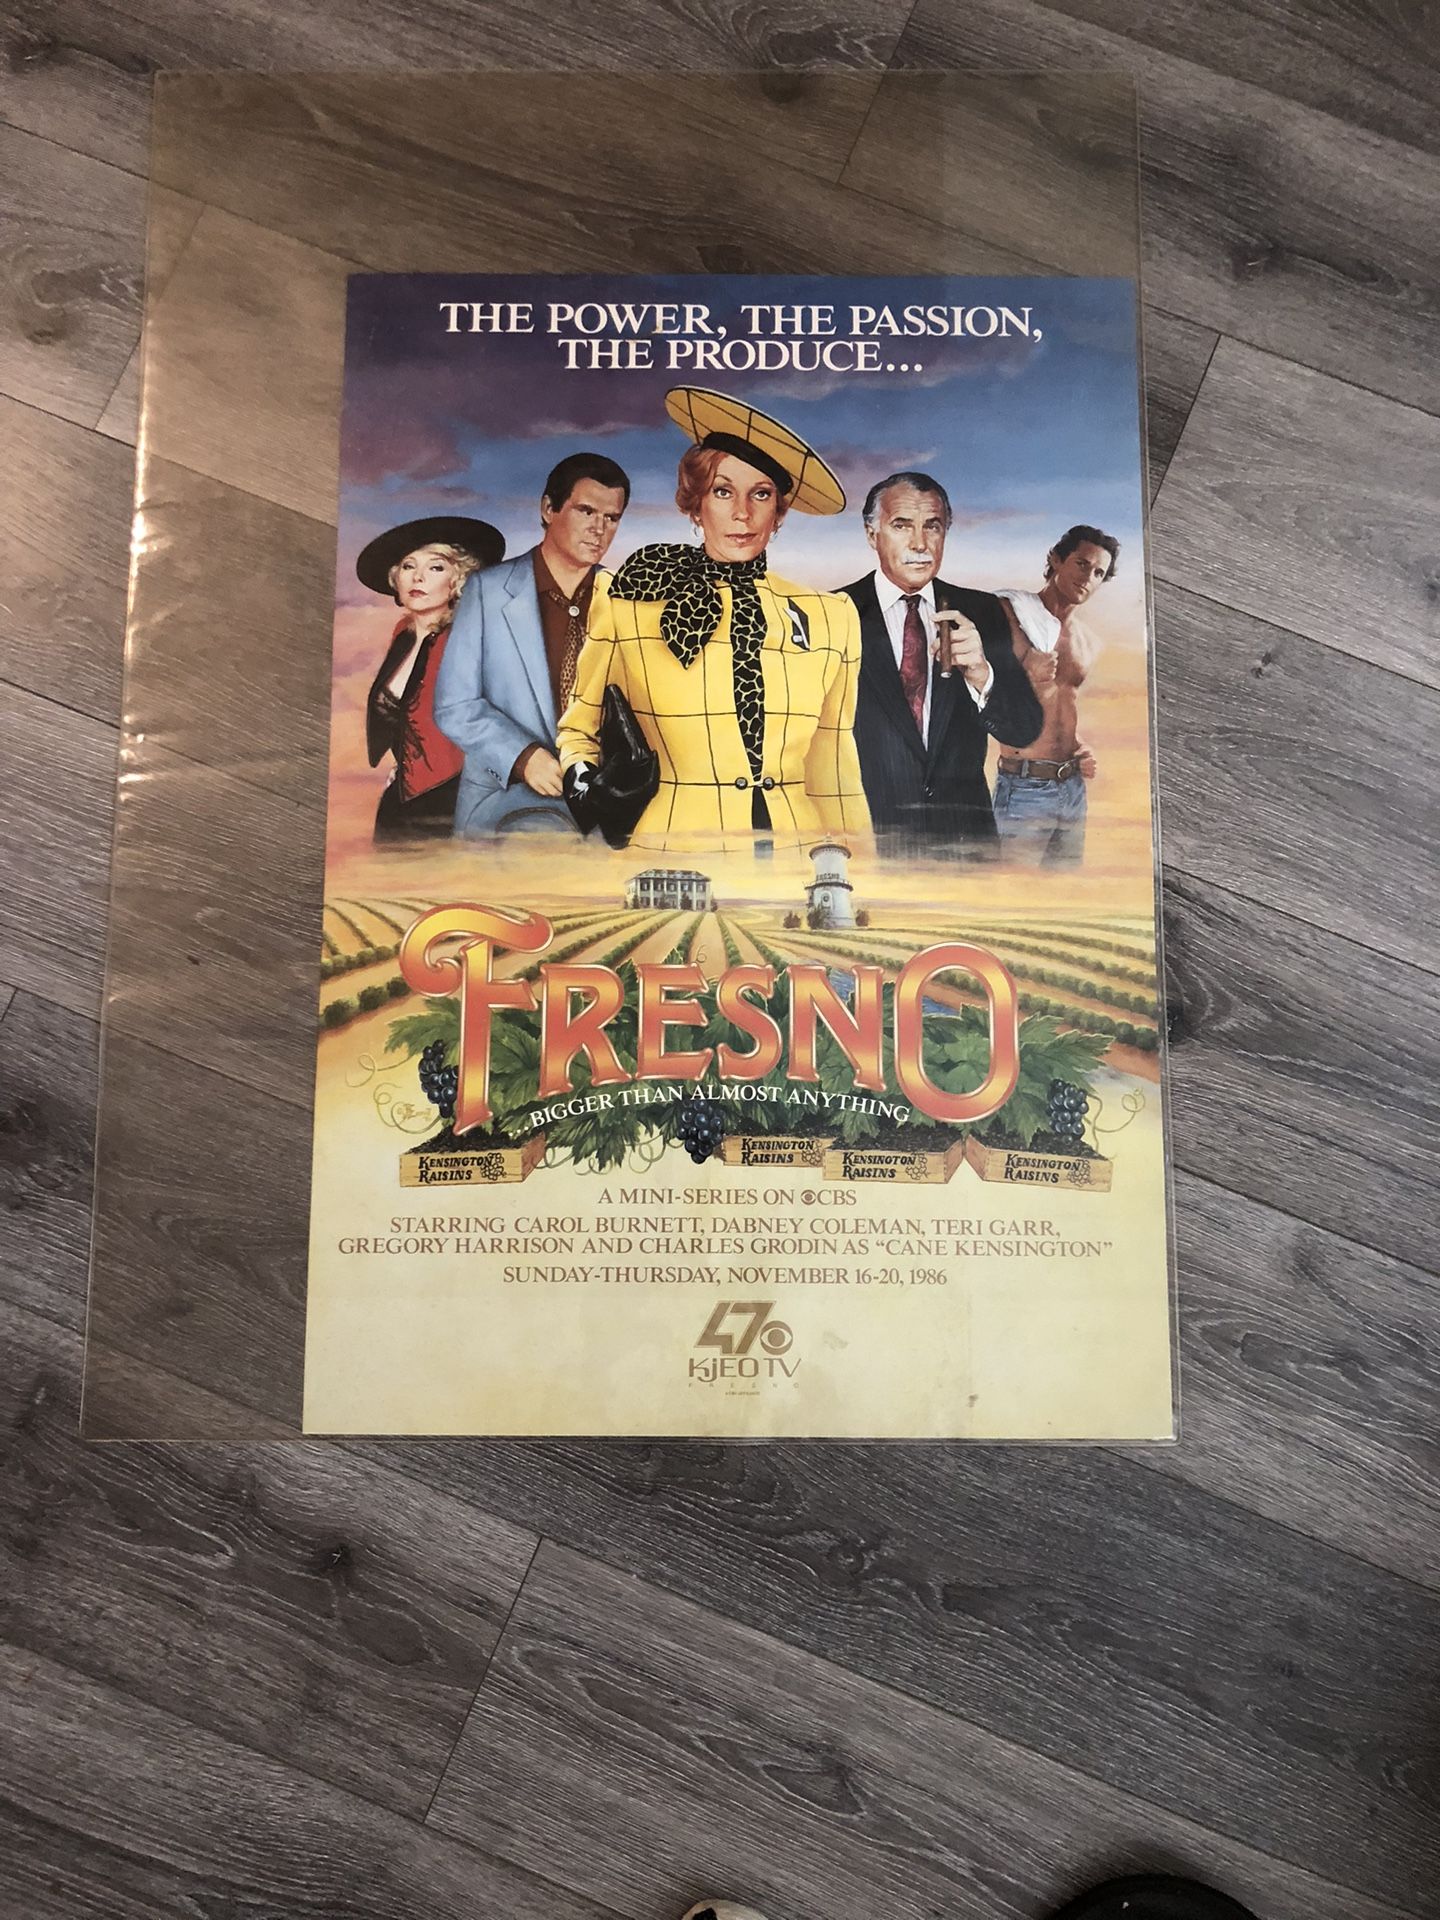 THE POWER, THE PASSION,
THE PRODUCE...
FRESNO
FRESNO
...BIGGER THAN ALMOST ANYTHING
KENSINGTON
RAISINS
KENSINGTON
RAISINS
KENSINGTON
RAISINS
KENSINGTON
RAISINS
A MINI-SERIES ON CBS
STARRING CAROL BURNETT, DABNEY COLEMAN, TERI GARR,
GREGORY HARRISON AND CHARLES GRODIN AS “CANE KENSINGTON”
SUNDAY-THURSDAY, NOVEMBER 16-20, 1986
47
KjEO TV
FRESNO